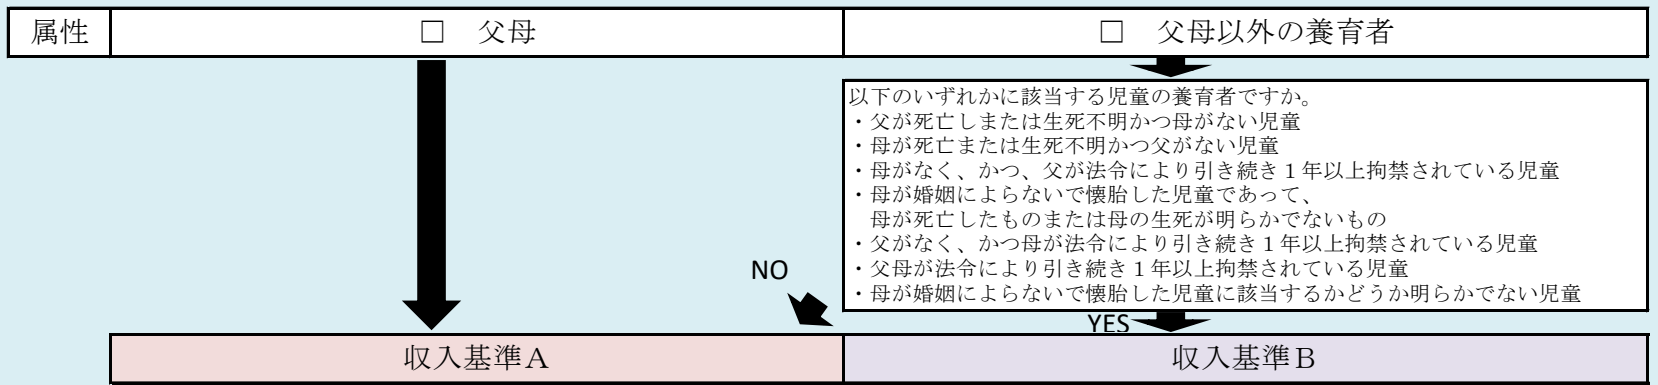 属性
□　父母
□　父母以外の養育者
以下のいずれかに該当する児童の養育者ですか。
・父が死亡しまたは生死不明かつ母がない児童
・母が死亡または生死不明かつ父がない児童
・母がなく、かつ、父が法令により引き続き１年以上拘禁されている児童
・母が婚姻によらないで懐胎した児童であって、
　母が死亡したものまたは母の生死が明らかでないもの
・父がなく、かつ母が法令により引き続き１年以上拘禁されている児童
・父母が法令により引き続き１年以上拘禁されている児童
・母が婚姻によらないで懐胎した児童に該当するかどうか明らかでない児童
NO
YES
収入基準Ａ
収入基準Ｂ